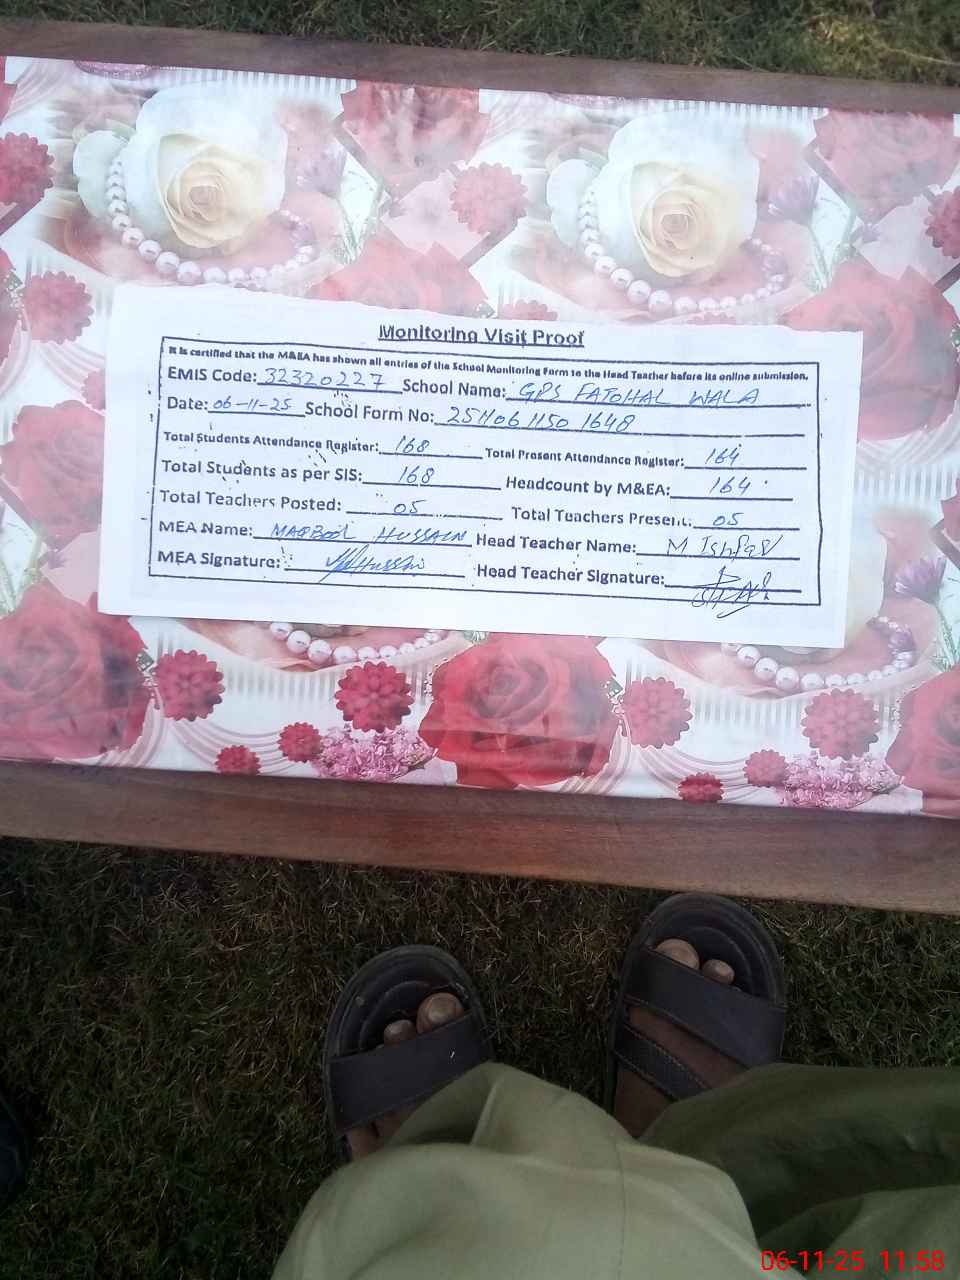 Monitoring Visit Proof
It is certified that the M&EA has shown all entries of the School Monitoring Form to the Head Teacher before its online submission.
EMIS Code: 32320227 School Name: GPS FATOHAL WALA
Date: 06-11-25 School Form No: 251106 1150 1648
Total Students Attendance Register: 168 Total Present Attendance Register: 164
Total Students as per SIS: 168 Headcount by M&EA: 164
Total Teachers Posted: 05 Total Teachers Present: 05
MEA Name: MAQBOOL HUSSAIN Head Teacher Name: M. Ishfaq
MEA Signature: Hussain Head Teacher Signature:
06-11-25 11:58